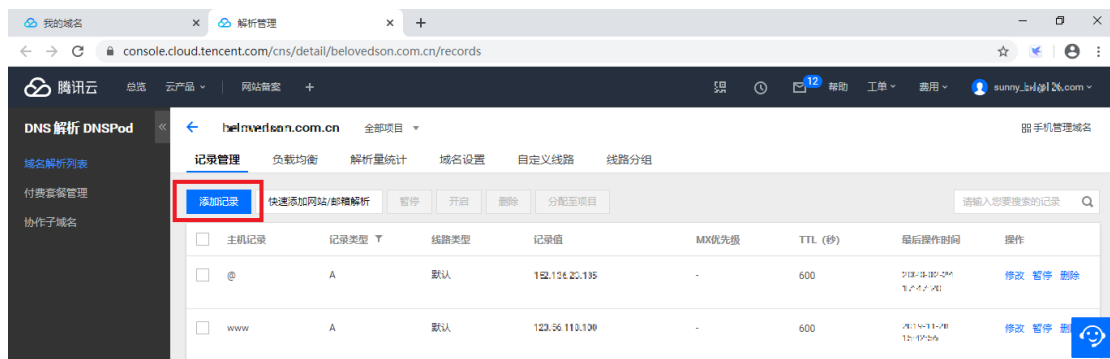 我的域名 解析管理
console.cloud.tencent.com/cns/detail/belovedson.com.cn/records
腾讯云 总览 云产品 网站备案 12 帮助 工单 费用
DNS 解析 DNSPod .com.cn 全部项目 手机管理域名
域名解析列表 记录管理 负载均衡 解析量统计 域名设置 自定义线路 线路分组
付费套餐管理 添加记录 快速添加网站/邮箱解析 暂停 开启 删除 分配至项目 请输入您要搜索的记录
协作子域名
主机记录 记录类型 线路类型 记录值 MX优先级 TTL (秒) 最后操作时间 操作
@ A 默认 - 600 修改 暂停 删除
www A 默认 - 600 修改 暂停